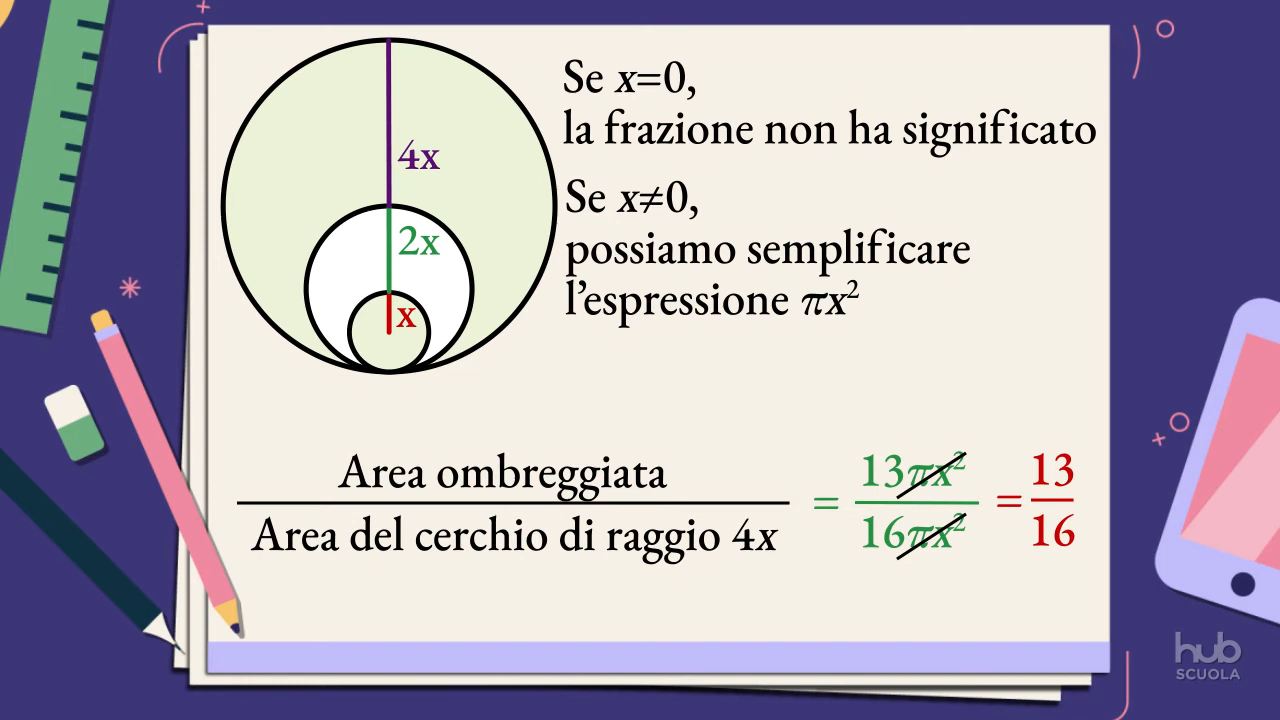 Se x=0,
la frazione non ha significato
4x
Se x≠0,
2x
possiamo semplificare
l’espressione πx²
x
Area ombreggiata
Area del cerchio di raggio 4x
= 13πx²
16πx²
= 13
16
hub
SCUOLA